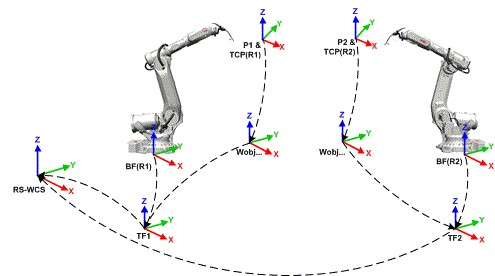 Z
Y
X
P1 &
TCP(R1)
Z
Y
X
P2 &
TCP(R2)
Z
Y
X
BF(R1)
Z
Y
X
Wobj...
Z
Y
X
Wobj...
Z
Y
X
BF(R2)
Z
Y
X
RS-WCS
Z
Y
X
TF1
Z
Y
X
TF2